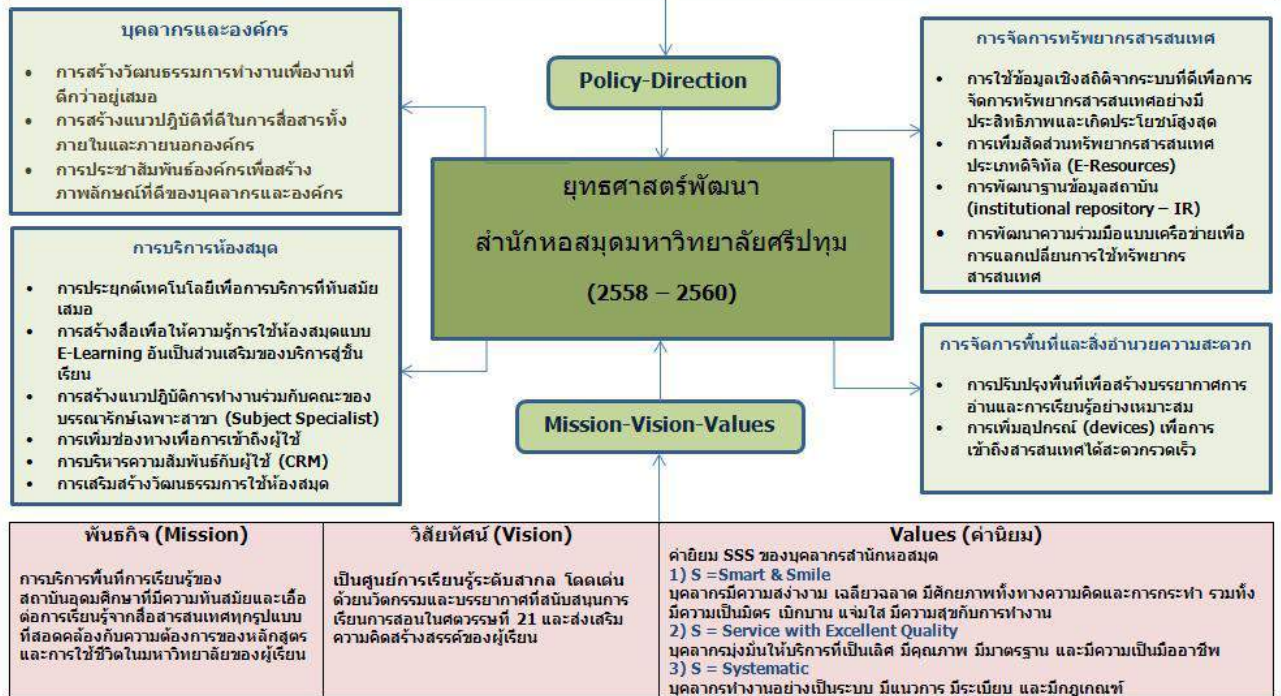 บุคลากรและองค์กร
• การสร้างวัฒนธรรมการทำงานเพื่องานที่
ดีกว่าอยู่เสมอ
• การสร้างแนวปฏิบัติที่ดีในการสื่อสารทั้ง
ภายในและภายนอกองค์กร
• การประชาสัมพันธ์องค์กรเพื่อสร้าง
ภาพลักษณ์ที่ดีของบุคลากรและองค์กร
Policy-Direction
การจัดการทรัพยากรสารสนเทศ
• การใช้ข้อมูลเชิงสถิติจากระบบที่ดีเพื่อการ
จัดการทรัพยากรสารสนเทศอย่างมี
ประสิทธิภาพและเกิดประโยชน์สูงสุด
• การเพิ่มสัดส่วนทรัพยากรสารสนเทศ
ประเภทดิจิทัล (E-Resources)
• การพัฒนาฐานข้อมูลสถาบัน
(institutional repository – IR)
• การพัฒนาความร่วมมือแบบเครือข่ายเพื่อ
การแลกเปลี่ยนการใช้ทรัพยากร
สารสนเทศ
ยุทธศาสตร์พัฒนา
สำนักหอสมุดมหาวิทยาลัยศรีปทุม
(2558 – 2560)
การบริการห้องสมุด
• การประยุกต์เทคโนโลยีเพื่อการบริการที่ทันสมัย
เสมอ
• การสร้างสื่อเพื่อให้ความรู้การใช้ห้องสมุดแบบ
E-Learning อันเป็นส่วนเสริมของบริการสู่ชั้น
เรียน
• การสร้างแนวปฏิบัติการทำงานร่วมกับคณะของ
บรรณารักษ์เฉพาะสาขา (Subject Specialist)
• การเพิ่มช่องทางเพื่อการเข้าถึงผู้ใช้
• การบริหารความสัมพันธ์กับผู้ใช้ (CRM)
• การเสริมสร้างวัฒนธรรมการใช้ห้องสมุด
Mission-Vision-Values
การจัดการพื้นที่และสิ่งอำนวยความสะดวก
• การปรับปรุงพื้นที่เพื่อสร้างบรรยากาศการ
อ่านและการเรียนรู้อย่างเหมาะสม
• การเพิ่มอุปกรณ์ (devices) เพื่อการ
เข้าถึงสารสนเทศได้สะดวกรวดเร็ว
พันธกิจ (Mission)
การบริการพื้นที่การเรียนรู้ของ
สถาบันอุดมศึกษาที่มีความทันสมัยและเอื้อ
ต่อการเรียนรู้จากสื่อสารสนเทศทุกรูปแบบ
ที่สอดคล้องกับความต้องการของหลักสูตร
และการใช้ชีวิตในมหาวิทยาลัยของผู้เรียน
วิสัยทัศน์ (Vision)
เป็นศูนย์การเรียนรู้ระดับสากล โดดเด่น
ด้วยนวัตกรรมและบรรยากาศที่สนับสนุนการ
เรียนการสอนในศตวรรษที่ 21 และส่งเสริม
ความคิดสร้างสรรค์ของผู้เรียน
Values (ค่านิยม)
ค่านิยม SSS ของบุคลากรสำนักหอสมุด
1) S =Smart & Smile
บุคลากรมีความสง่างาม เฉลียวฉลาด มีศักยภาพทั้งทางความคิดและการกระทำ รวมทั้ง
มีความเป็นมิตร เบิกบาน แจ่มใส มีความสุขกับการทำงาน
2) S = Service with Excellent Quality
บุคลากรมุ่งมั่นให้บริการที่เป็นเลิศ มีคุณภาพ มีมาตรฐาน และมีความเป็นมืออาชีพ
3) S = Systematic
บุคลากรทำงานอย่างเป็นระบบ มีแนวการ มีระเบียบ และมีกฎเกณฑ์